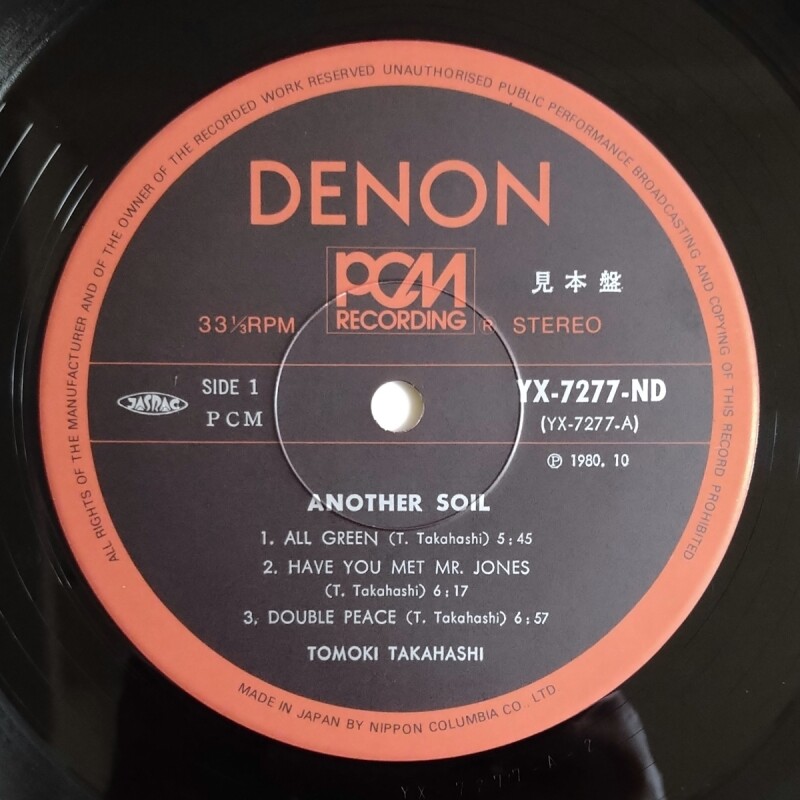 ALL RIGHTS OF THE MANUFACTURER AND OF THE OWNER OF THE RECORDED WORK RESERVED UNAUTHORISED PUBLIC PERFORMANCE BROADCASTING AND COPYING OF THIS RECORD PROHIBITED
DENON
PCM
RECORDING
見本盤
33⅓RPM
R STEREO
JASRAC
SIDE 1
PCM
YX-7277-ND
(YX-7277-A)
Ⓟ 1980. 10
ANOTHER SOIL
1. ALL GREEN (T. Takahashi) 5:45
2. HAVE YOU MET MR. JONES
(T. Takahashi) 6:17
3, DOUBLE PEACE (T. Takahashi) 6:57
TOMOKI TAKAHASHI
MADE IN JAPAN BY NIPPON COLUMBIA CO., LTD